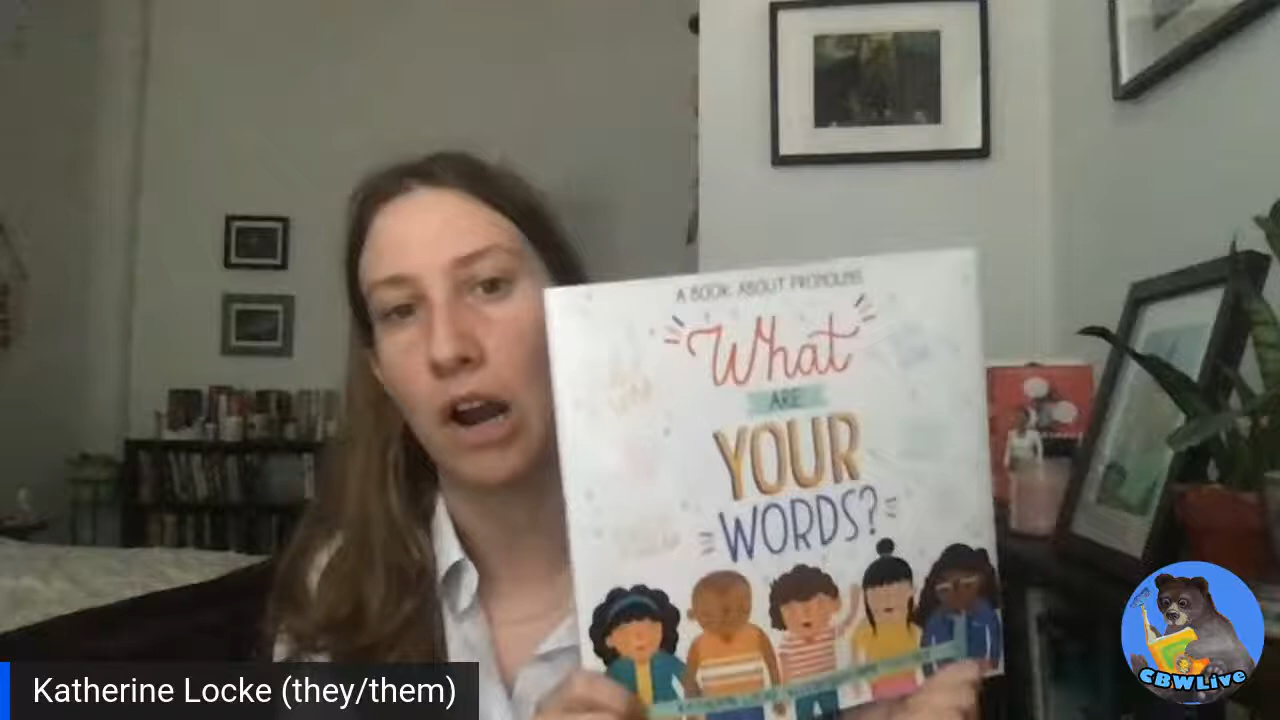 A BOOK ABOUT PRONOUNS
What
ARE
YOUR
WORDS?
Katherine Locke (they/them)
CBWLive